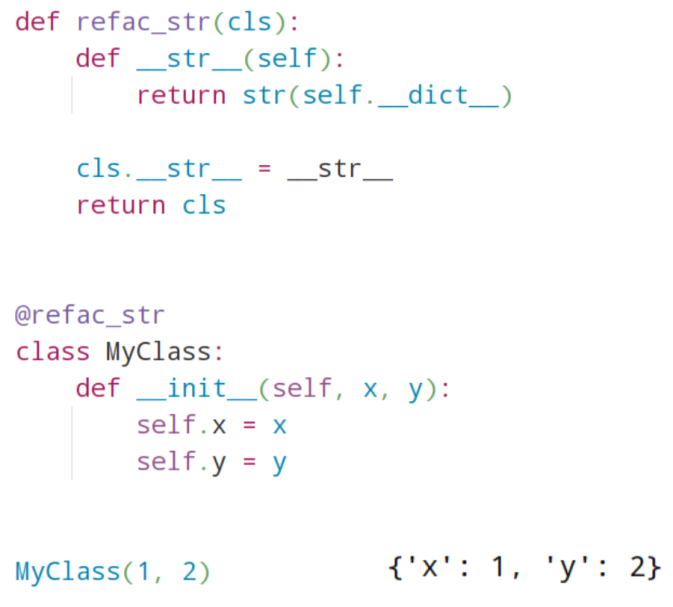 def refac_str(cls):
    def __str__(self):
        return str(self.__dict__)
    cls.__str__ = __str__
    return cls
@refac_str
class MyClass:
    def __init__(self, x, y):
        self.x = x
        self.y = y
MyClass(1, 2)
{'x': 1, 'y': 2}